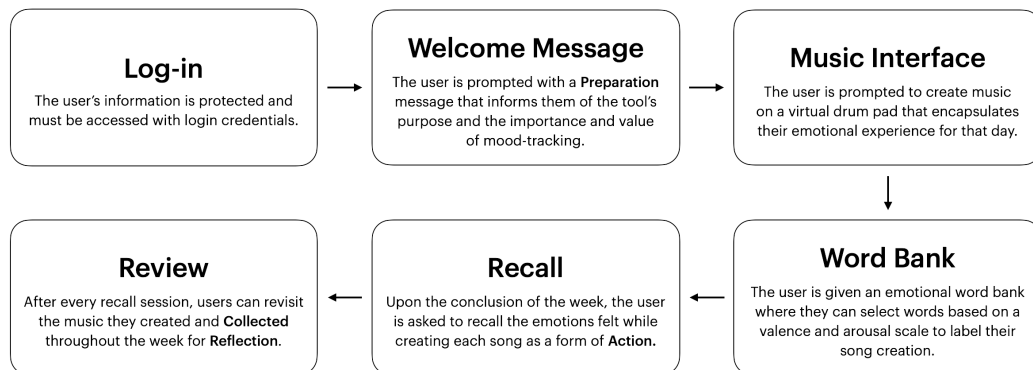 Log-in
The user’s information is protected and
must be accessed with login credentials.
Welcome Message
The user is prompted with a Preparation
message that informs them of the tool’s
purpose and the importance and value
of mood-tracking.
Music Interface
The user is prompted to create music
on a virtual drum pad that encapsulates
their emotional experience for that day.
Word Bank
The user is given an emotional word bank
where they can select words based on a
valence and arousal scale to label their
song creation.
Recall
Upon the conclusion of the week, the user
is asked to recall the emotions felt while
creating each song as a form of Action.
Review
After every recall session, users can revisit
the music they created and Collected
throughout the week for Reflection.